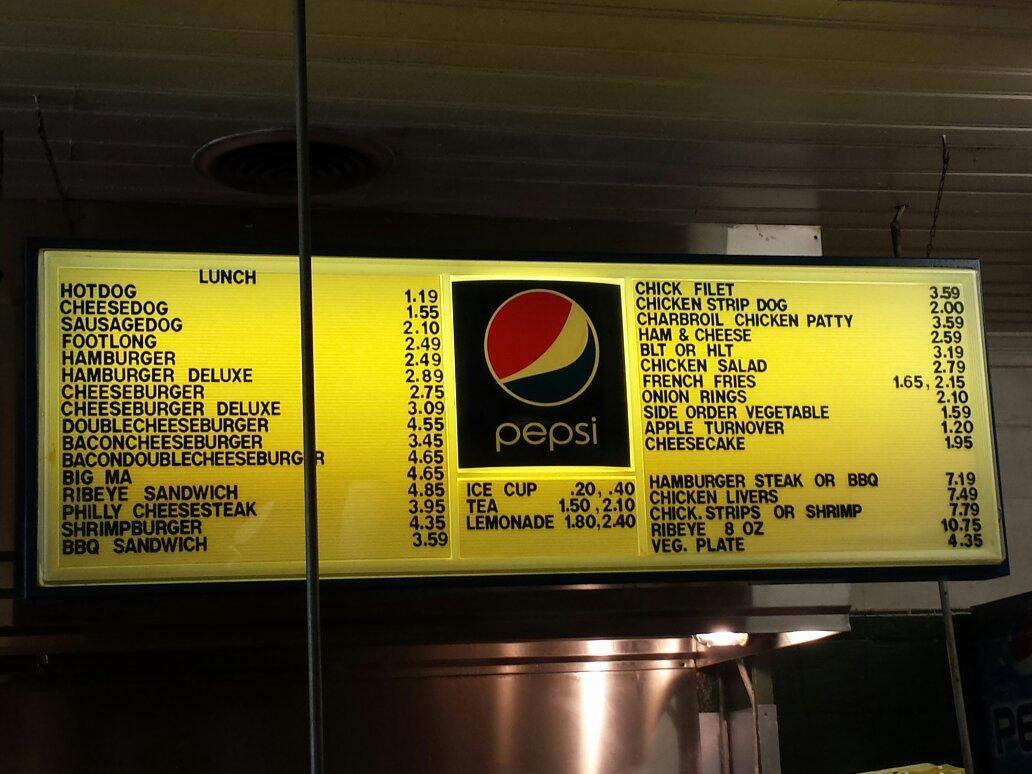 LUNCH
HOTDOG 1.19
CHEESEDOG 1.55
SAUSAGEDOG 2.10
FOOTLONG 2.49
HAMBURGER 2.49
HAMBURGER DELUXE 2.89
CHEESEBURGER 2.75
CHEESEBURGER DELUXE 3.09
DOUBLECHEESEBURGER 4.55
BACONCHEESEBURGER 3.45
BACONDOUBLECHEESEBURGER 4.65
BIG MA 4.65
RIBEYE SANDWICH 4.85
PHILLY CHEESESTEAK 3.95
SHRIMPBURGER 4.35
BBQ SANDWICH 3.59
pepsi
ICE CUP .20, .40
TEA 1.50, 2.10
LEMONADE 1.80, 2.40
CHICK FILET 3.59
CHICKEN STRIP DOG 2.00
CHARBROIL CHICKEN PATTY 3.59
HAM & CHEESE 2.59
BLT OR HLT 3.19
CHICKEN SALAD 2.79
FRENCH FRIES 1.65, 2.15
ONION RINGS 2.10
SIDE ORDER VEGETABLE 1.59
APPLE TURNOVER 1.20
CHEESECAKE 1.95
HAMBURGER STEAK OR BBQ 7.19
CHICKEN LIVERS 7.49
CHICK. STRIPS OR SHRIMP 7.79
RIBEYE 8 OZ 10.75
VEG. PLATE 4.35